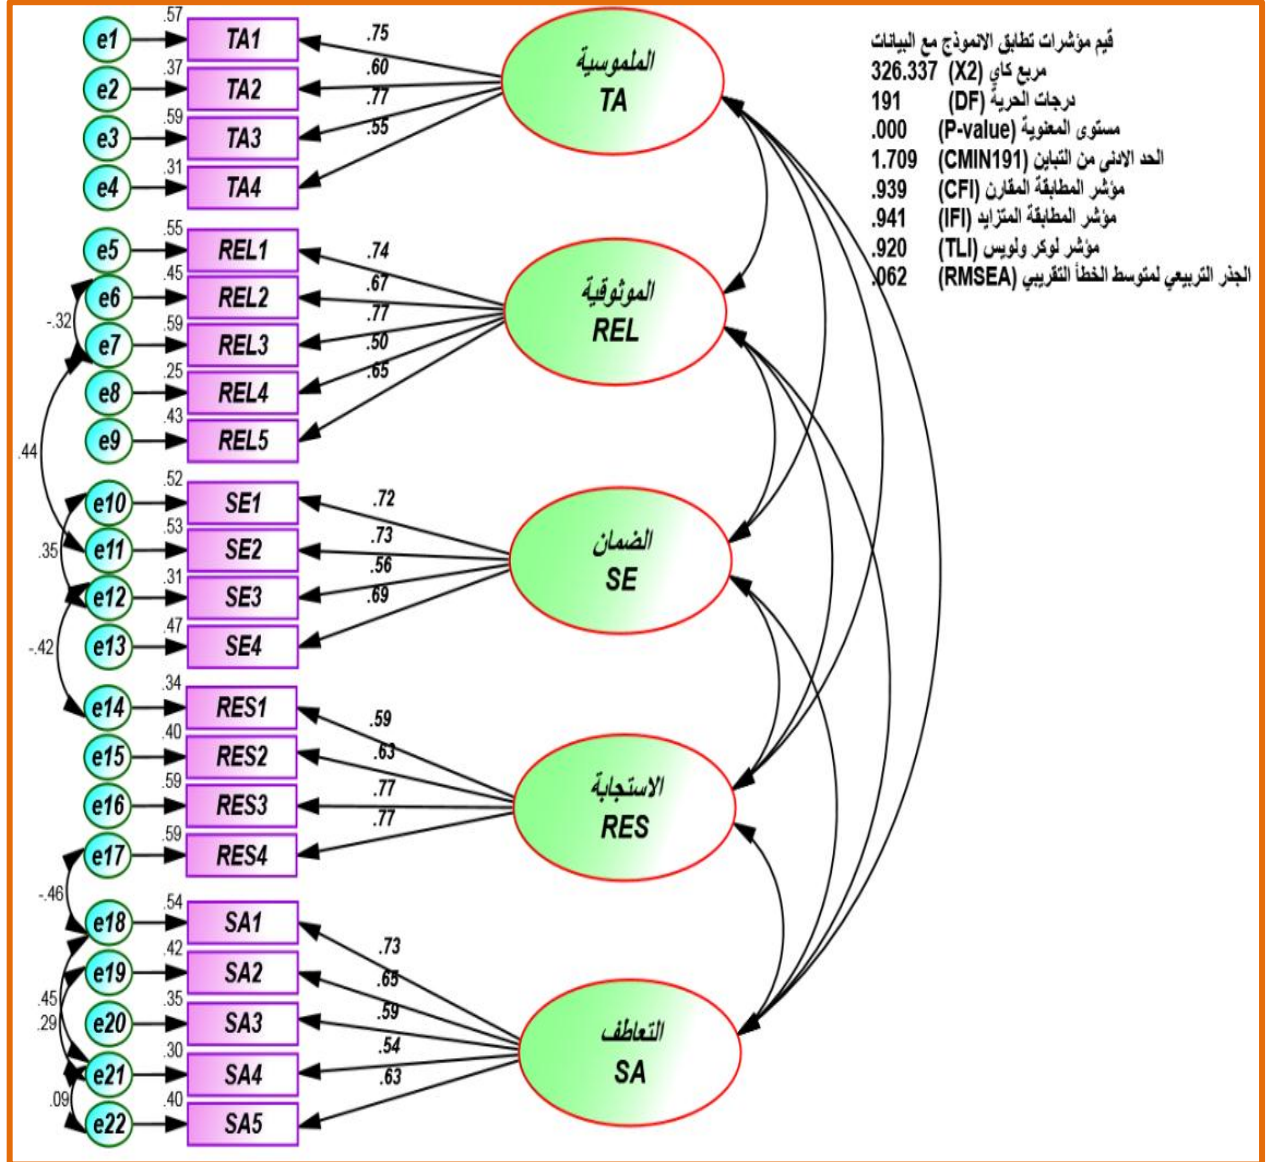 قيم مؤشرات تطابق الانموذج مع البيانات
مربع كاي (X2) 326.337
درجات الحرية (DF) 191
مستوى المعنوية (P-value) .000
الحد الادنى من التباين (CMIN191) 1.709
مؤشر المطابقة المقارن (CFI) .939
مؤشر المطابقة المتزايد (IFI) .941
مؤشر لوكر ولويس (TLI) .920
الجذر التربيعي لمتوسط الخطأ التقريبي (RMSEA) .062
الملموسية
TA
e1 .57 TA1 .75
e2 .37 TA2 .60
e3 .59 TA3 .77
e4 .31 TA4 .55
الموثوقية
REL
e5 .55 REL1 .74
e6 .45 REL2 .67
-.32
e7 .59 REL3 .77
e8 .25 REL4 .50
e9 .43 REL5 .65
.44
الضمان
SE
e10 .52 SE1 .72
e11 .53 SE2 .73
.35
e12 .31 SE3 .56
e13 .47 SE4 .69
-.42
الاستجابة
RES
e14 .34 RES1 .59
e15 .40 RES2 .63
e16 .59 RES3 .77
e17 .59 RES4 .77
-.46
التعاطف
SA
e18 .54 SA1 .73
e19 .42 SA2 .65
.45
e20 .35 SA3 .59
.29
e21 .30 SA4 .54
.09
e22 .40 SA5 .63